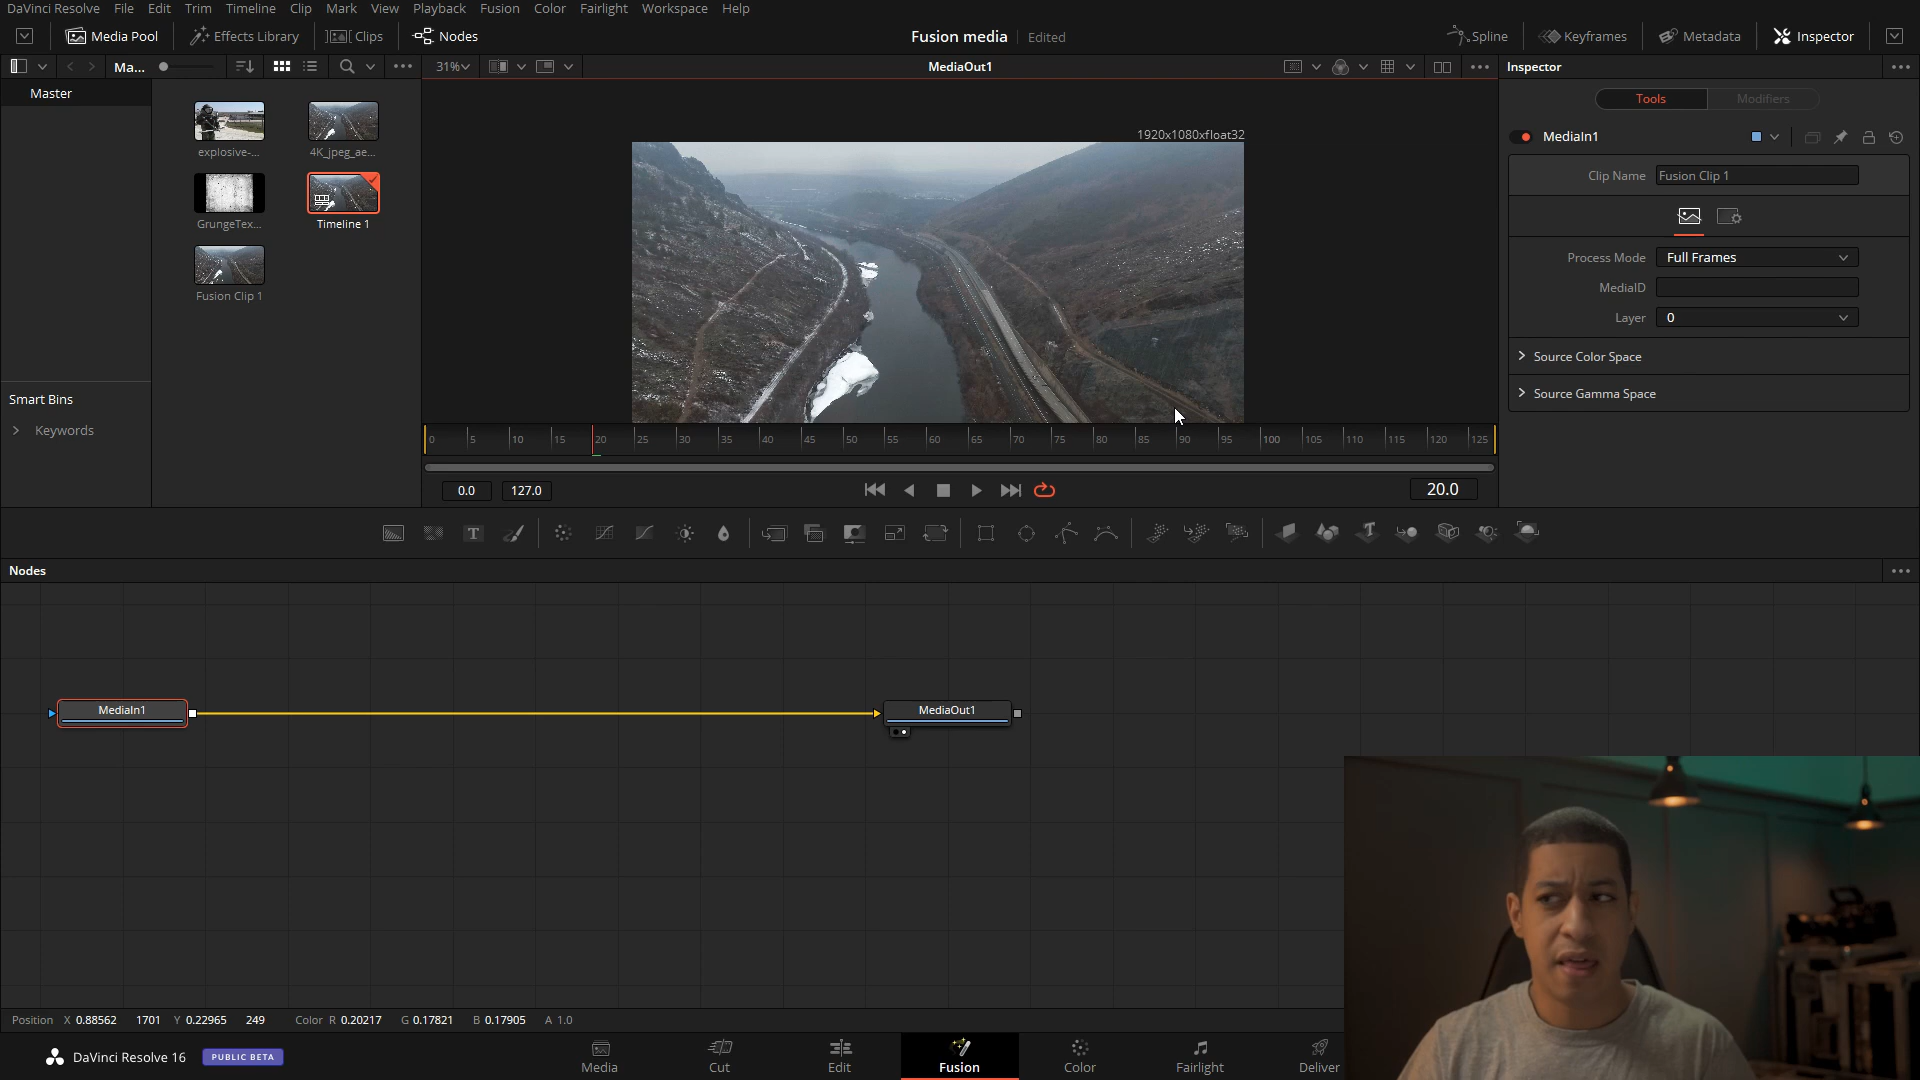 DaVinci Resolve File Edit Trim Timeline Clip Mark View Playback Fusion Color Fairlight Workspace Help
Media Pool Effects Library Clips Nodes Fusion media Edited Spline Keyframes Metadata Inspector
Ma... 31% MediaOut1 Inspector
Master
Tools Modifiers
explosive-... 4K_jpeg_ae...
GrungeTex... Timeline 1
Fusion Clip 1
1920x1080xfloat32
MediaIn1
Clip Name Fusion Clip 1
Process Mode Full Frames
MediaID
Layer 0
Source Color Space
Source Gamma Space
Smart Bins
Keywords
0 5 10 15 20 25 30 35 40 45 50 55 60 65 70 75 80 85 90 95 100 105 110 115 120 125
0.0 127.0 20.0
Nodes
MediaIn1 MediaOut1
Position X 0.88562 1701 Y 0.22965 249 Color R 0.20217 G 0.17821 B 0.17905 A 1.0
DaVinci Resolve 16 PUBLIC BETA Media Cut Edit Fusion Color Fairlight Deliver